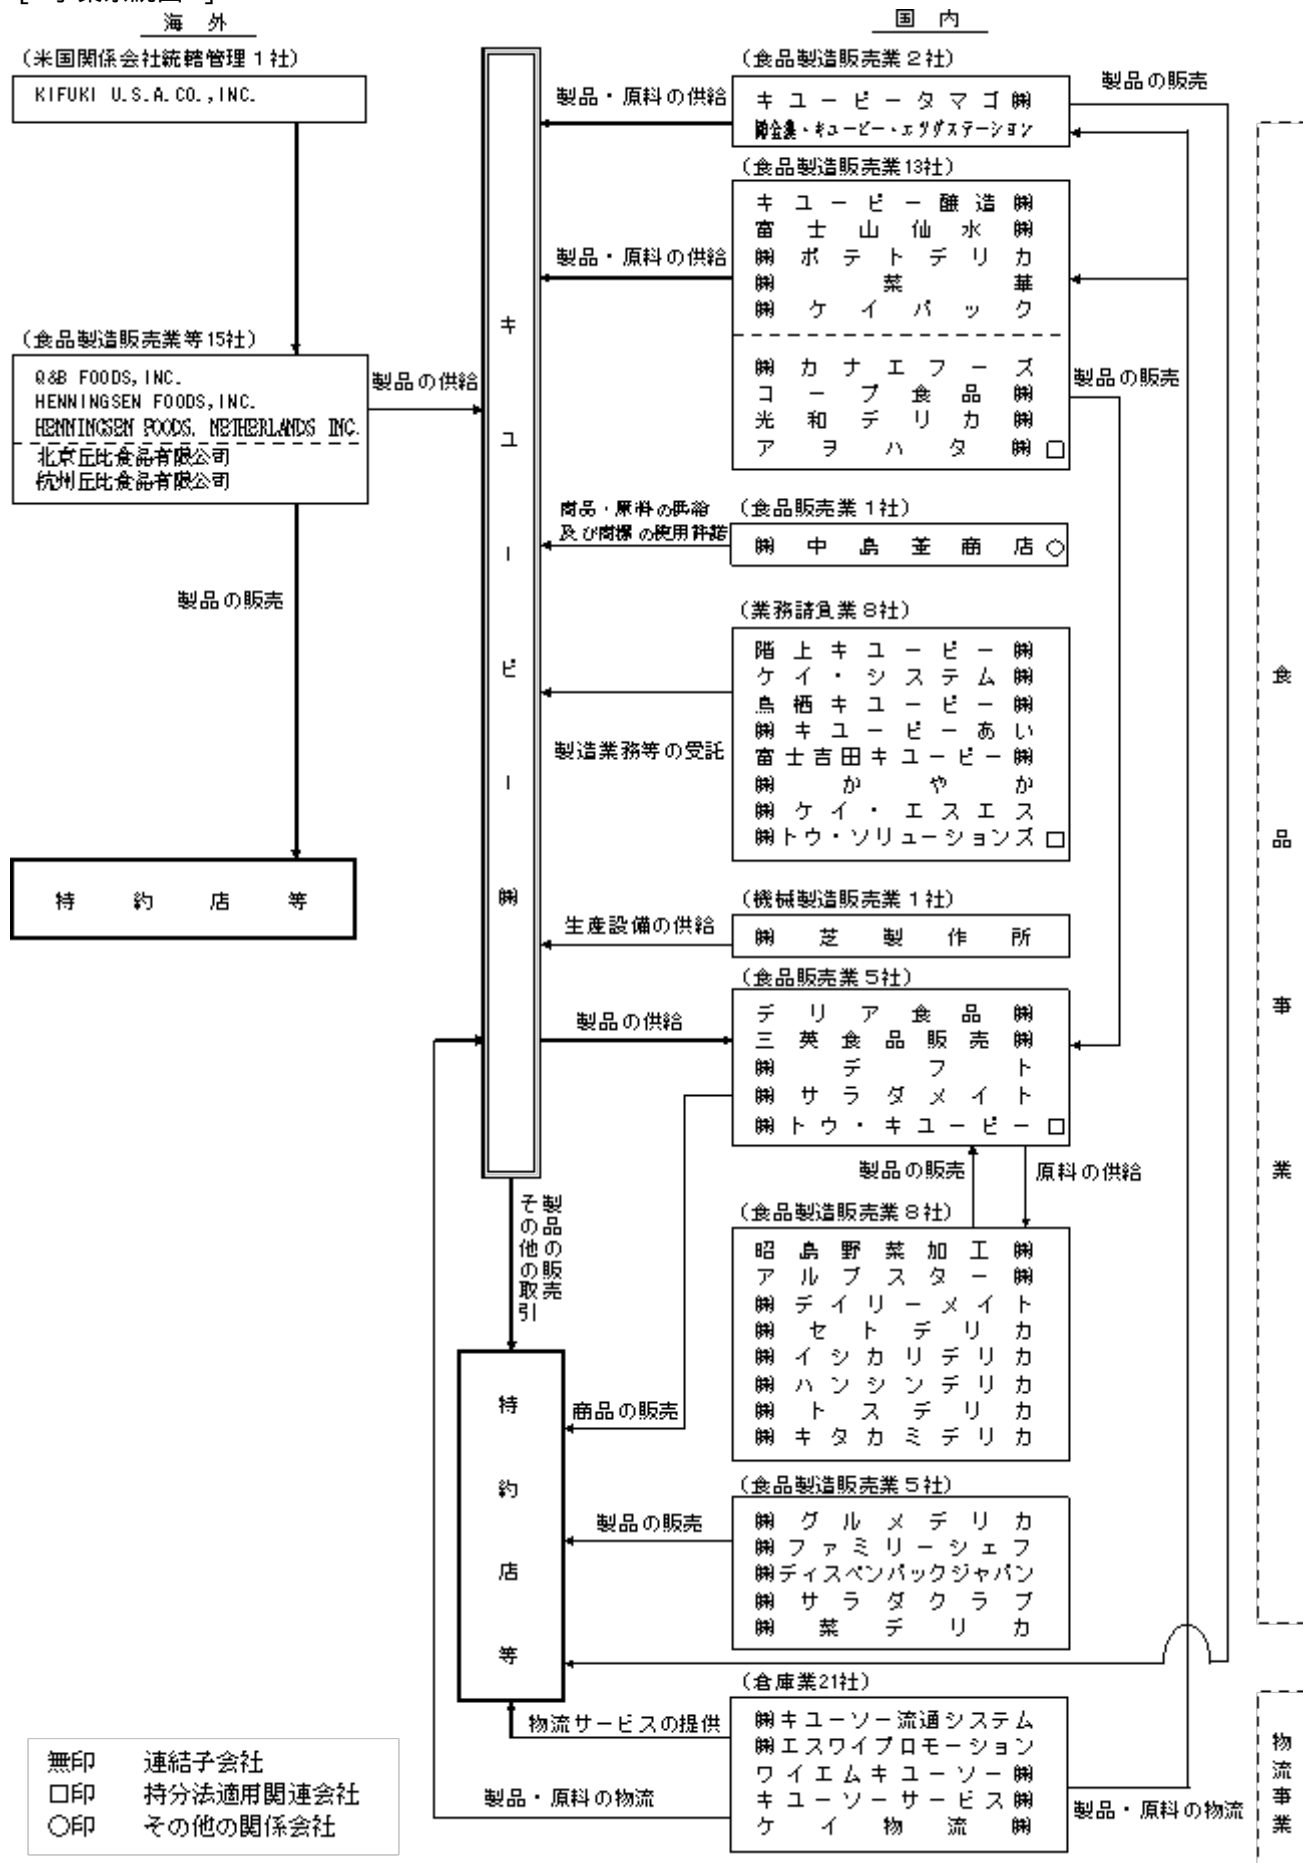 海外
(米国関係会社統轄管理1社)
KIFUKI U.S.A.CO.,INC.
(食品製造販売業等15社)
Q&B FOODS,INC.
HENNINGSEN FOODS,INC.
HENNINGSEN FOODS, NETHERLANDS INC.
北京丘比食品有限公司
杭州丘比食品有限公司
製品の供給
製品の販売
特約店等
キユーピー㈱
国内
(食品製造販売業2社)
製品・原料の供給
キユーピータマゴ㈱
製品の販売
(食品製造販売業13社)
製品・原料の供給
キユーピー醸造㈱
富士山仙水㈱
㈱ポテトデリカ
㈱菜華
㈱ケイパック
㈱カナエフーズ
コープ食品㈱
光和デリカ㈱
アヲハタ㈱□
製品の販売
商品・原料の供給
及び商標の使用許諾
(食品販売業1社)
㈱中島董商店○
(業務請負業8社)
階上キユーピー㈱
ケイ・システム㈱
鳥栖キユーピー㈱
㈱キユーピーあい
富士吉田キユーピー㈱
㈱かやか
㈱ケイ・エスエス
㈱トウ・ソリューションズ□
製造業務等の受託
(機械製造販売業1社)
生産設備の供給
㈱芝製作所
(食品販売業5社)
製品の供給
デリア食品㈱
三英食品販売㈱
㈱デフト
㈱サラダメイト
㈱トウ・キユーピー□
製品の販売
原料の供給
(食品製造販売業8社)
昭島野菜加工㈱
アルプスター㈱
㈱デイリーメイト
㈱セトデリカ
㈱イシカリデリカ
㈱ハンシンデリカ
㈱トスデリカ
㈱キタカミデリカ
製品の販売
その他の取引
特約店等
商品の販売
(食品製造販売業5社)
製品の販売
㈱グルメデリカ
㈱ファミリーシェフ
㈱ディスペンパックジャパン
㈱サラダクラブ
㈱菜デリカ
(倉庫業21社)
物流サービスの提供
㈱キユーソー流通システム
㈱エスワイプロモーション
ワイエムキユーソー㈱
キユーソーサービス㈱
ケイ物流㈱
製品・原料の物流
製品・原料の物流
食品事業
物流事業
無印 連結子会社
□印 持分法適用関連会社
○印 その他の関係会社